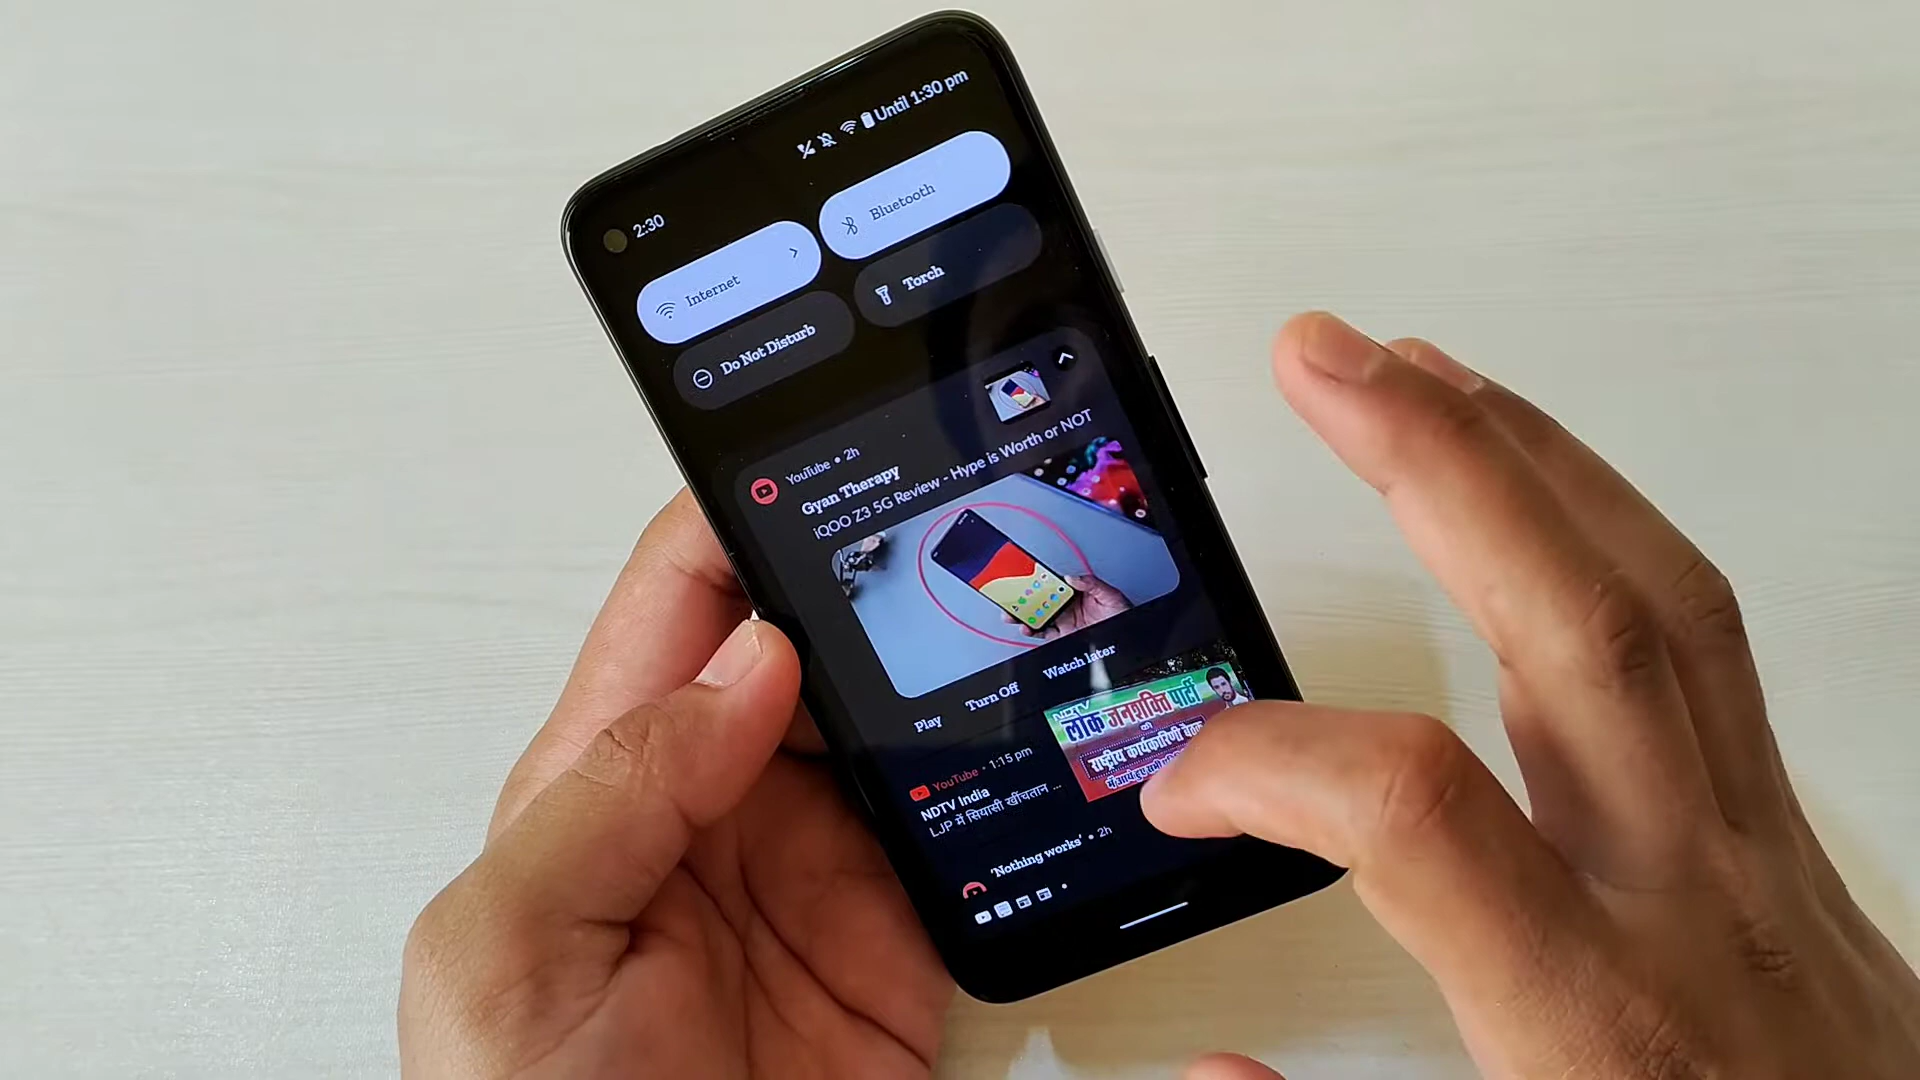 Until 1:30 pm
2:30
Internet
Bluetooth
Do Not Disturb
Torch
YouTube • 2h
Gyan Therapy
iQOO Z3 5G Review - Hype is Worth or NOT
Play
Turn Off
Watch later
YouTube • 1:15 pm
NDTV India
LJP में सियासी खींचतान ...
लोक जनशक्ति पार्टी
की
राष्ट्रीय कार्यकारिणी बैठक
'Nothing works' • 2h